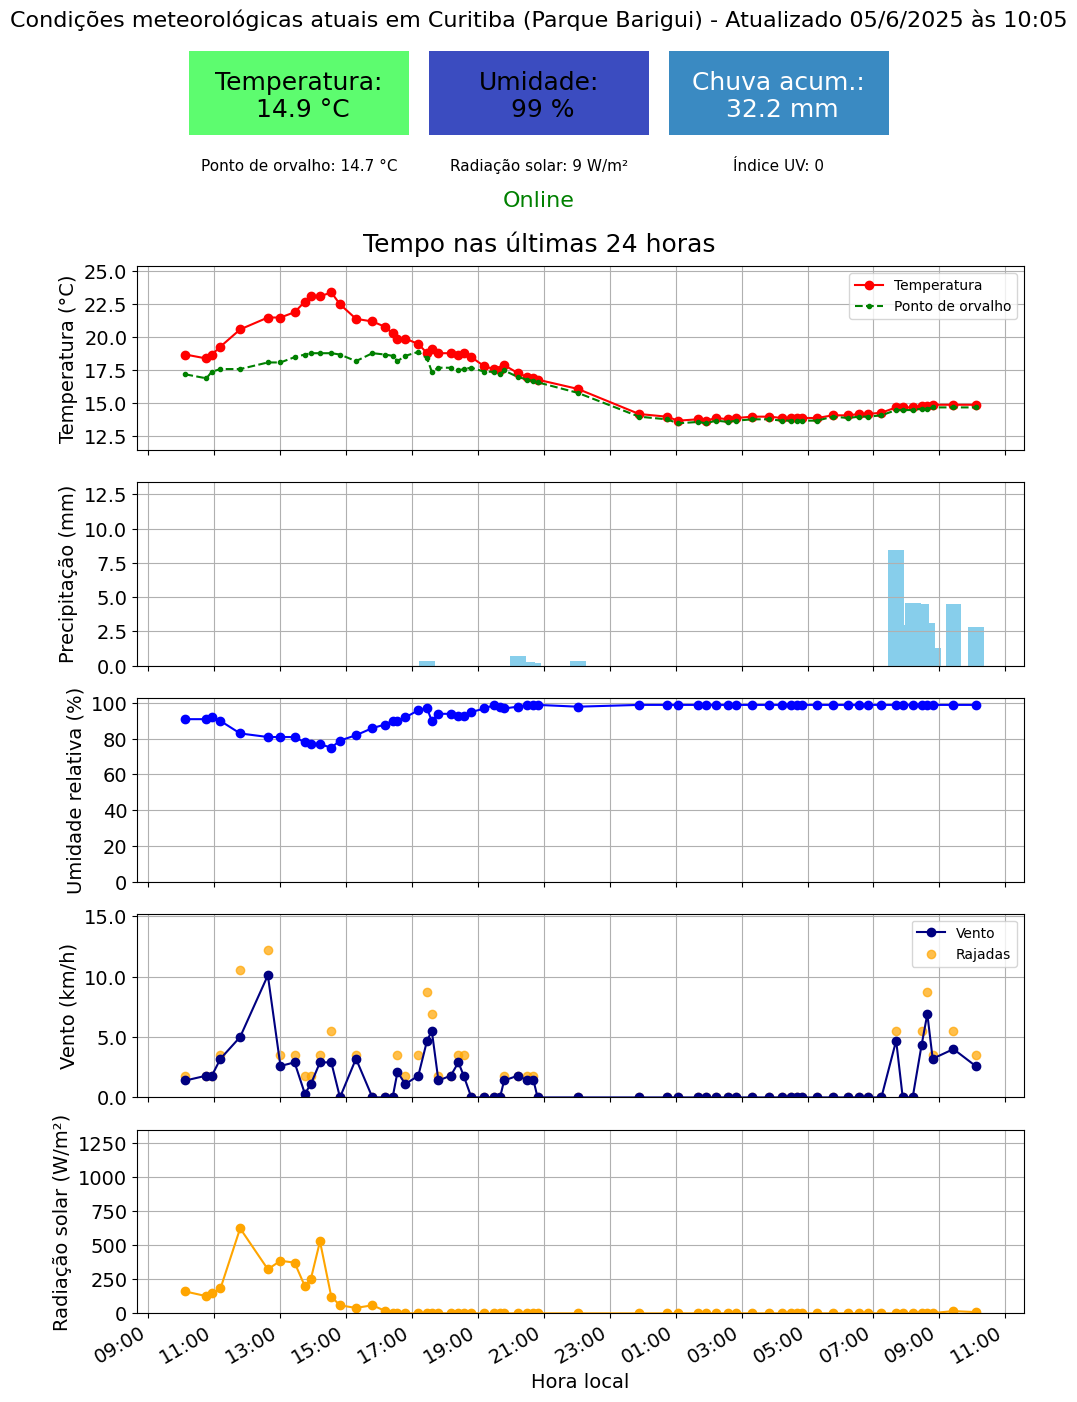 Condições meteorológicas atuais em Curitiba (Parque Barigui) - Atualizado 05/6/2025 às 10:05
Temperatura:
14.9 °C
Umidade:
99 %
Chuva acum.:
32.2 mm
Ponto de orvalho: 14.7 °C
Radiação solar: 9 W/m²
Índice UV: 0
Online
Tempo nas últimas 24 horas
Temperatura (°C)
25.0
22.5
20.0
17.5
15.0
12.5
Temperatura
Ponto de orvalho
Precipitação (mm)
12.5
10.0
7.5
5.0
2.5
0.0
Umidade relativa (%)
100
80
60
40
20
0
Vento (km/h)
15.0
10.0
5.0
0.0
Vento
Rajadas
Radiação solar (W/m²)
1250
1000
750
500
250
0
09:00 11:00 13:00 15:00 17:00 19:00 21:00 23:00 01:00 03:00 05:00 07:00 09:00 11:00
Hora local